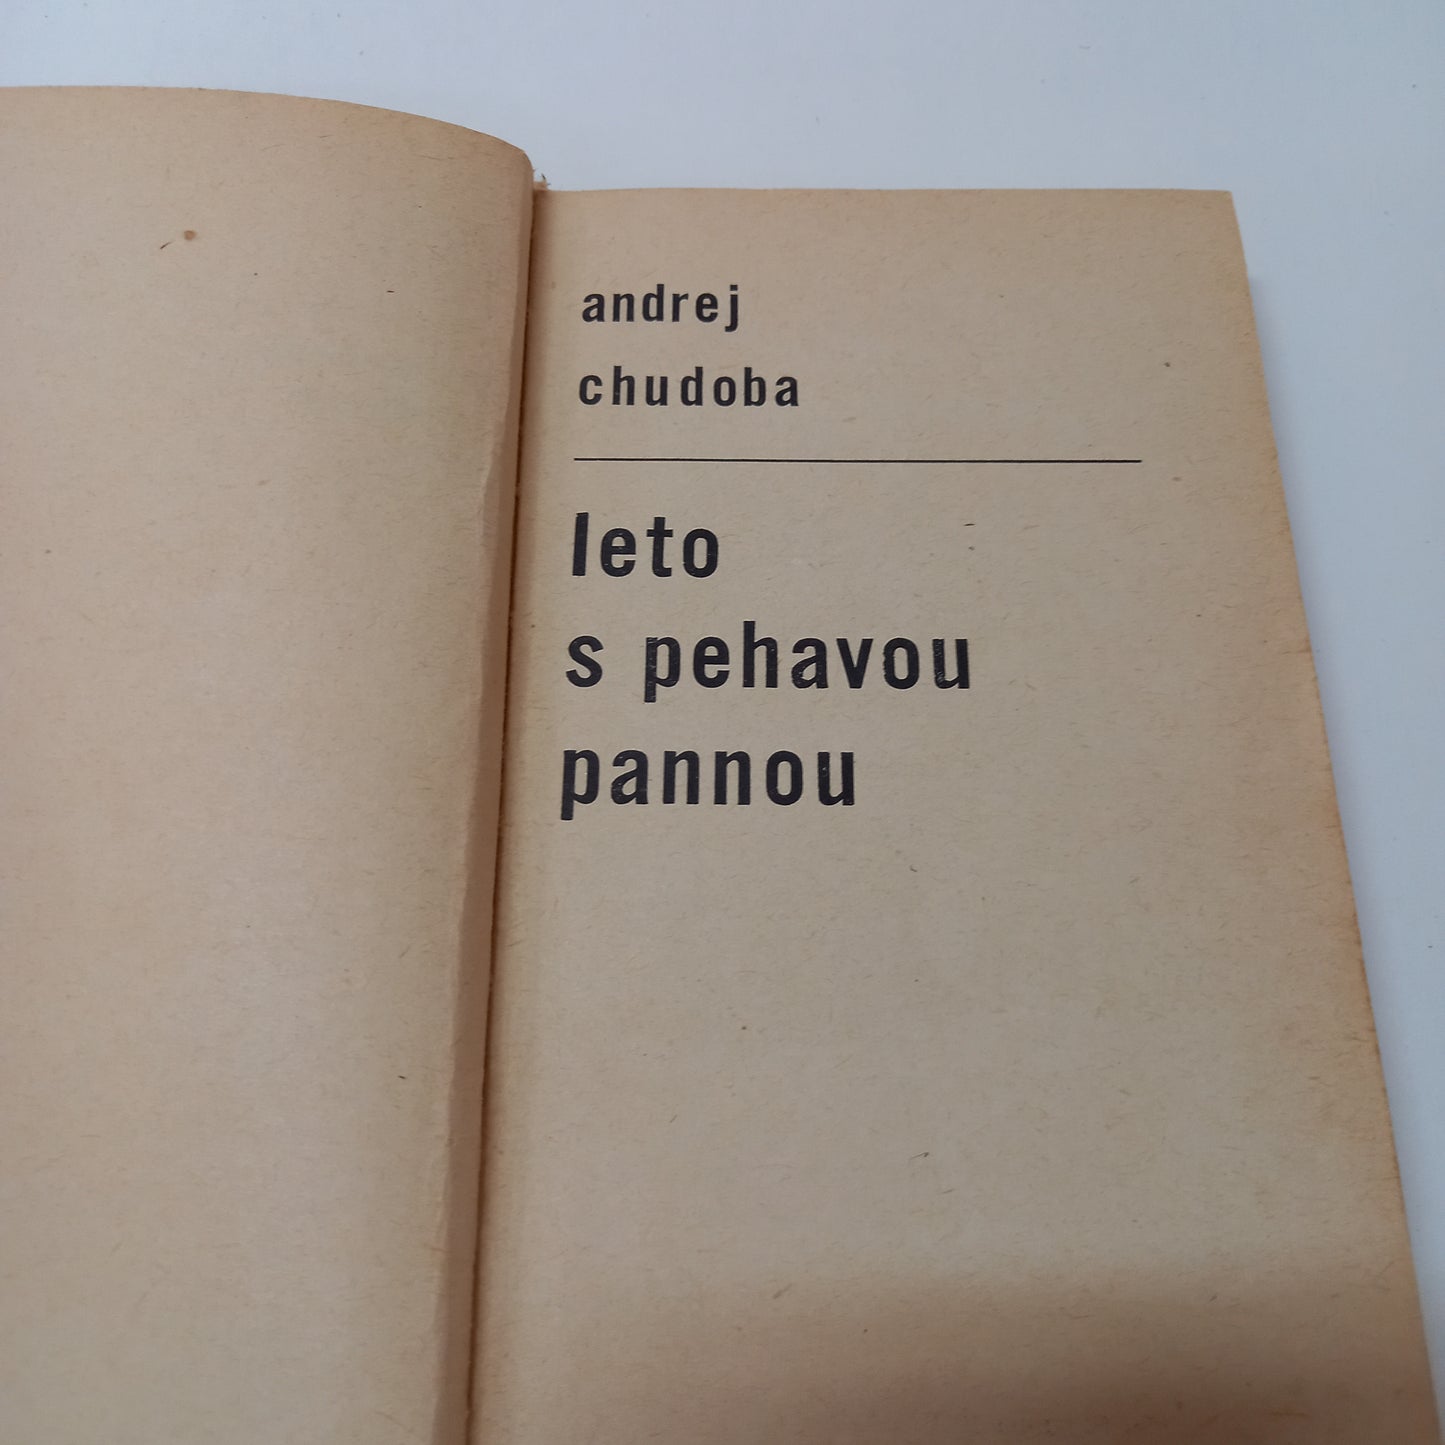 andrej
chudoba
leto
s pehavou
pannou